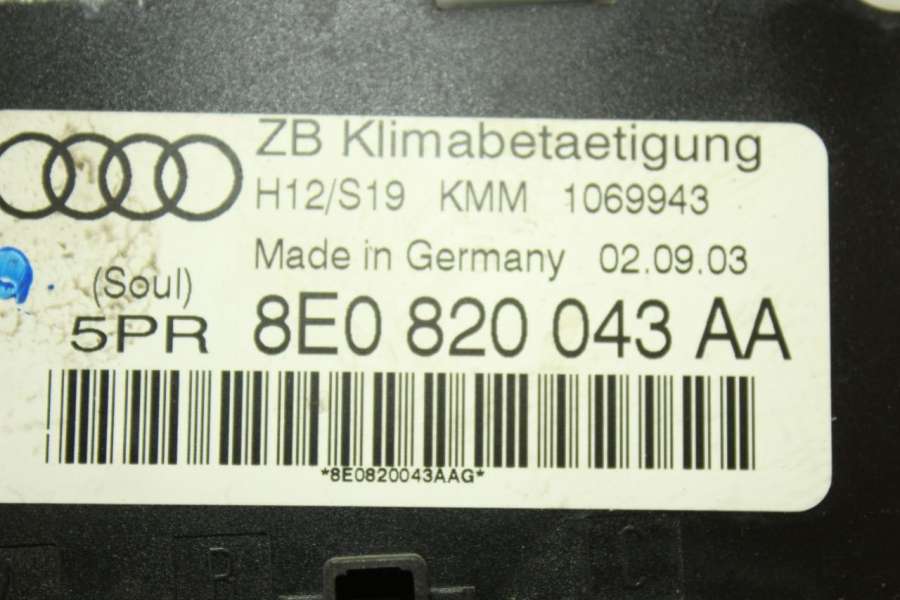 ZB Klimabetaetigung
H12/S19 KMM 1069943
Made in Germany 02.09.03
(Soul)
5PR 8E0 820 043 AA
*8E0820043AAG*